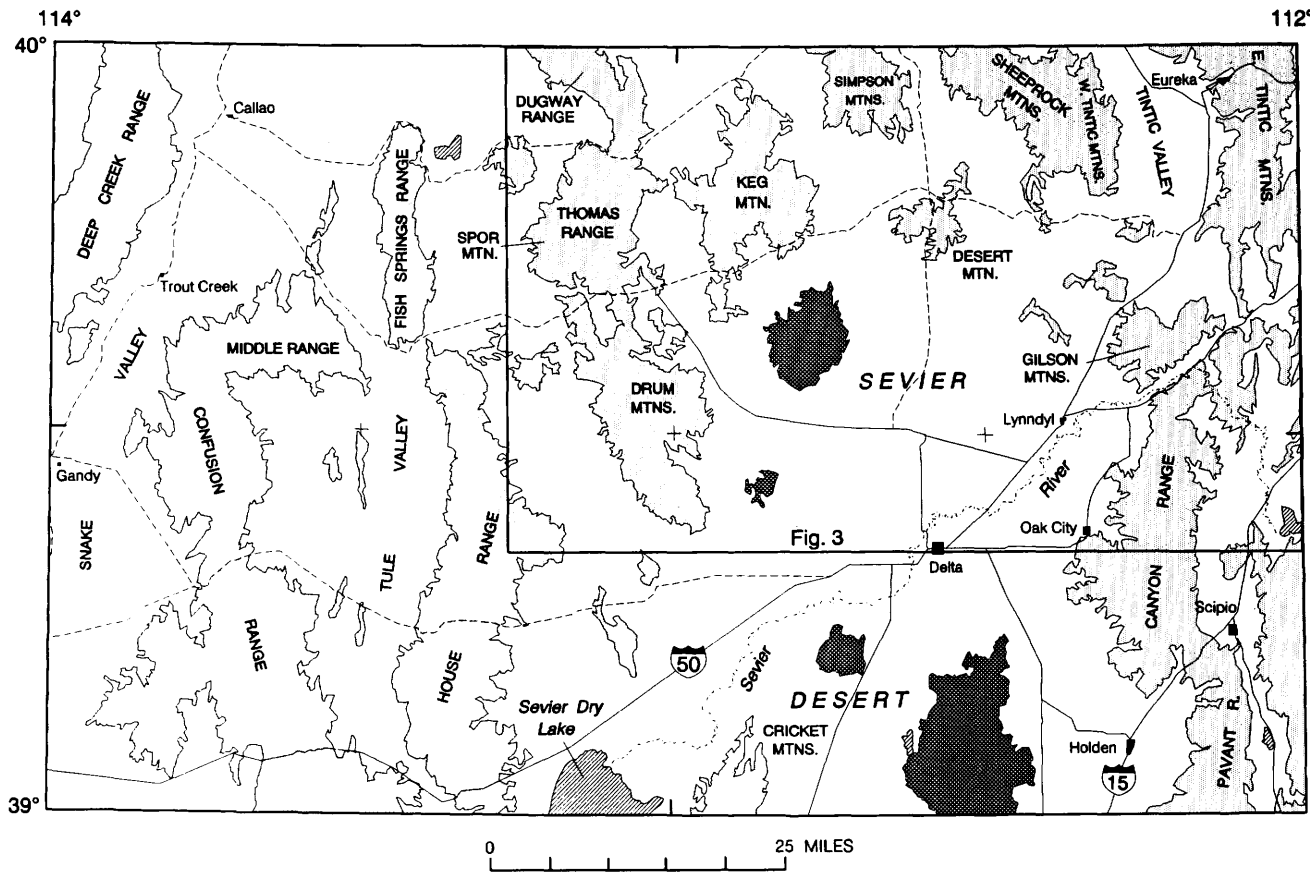 114°
112°
40°
DEEP CREEK RANGE
Callao
FISH SPRINGS RANGE
DUGWAY
RANGE
SIMPSON
MTNS.
SHEEPROCK
MTNS.
W. TINTIC MTNS.
TINTIC VALLEY
Eureka
E. TINTIC MTNS.
SPOR
MTN.
THOMAS
RANGE
KEG
MTN.
DESERT
MTN.
Trout Creek
VALLEY
MIDDLE RANGE
DRUM
MTNS.
SEVIER
GILSON
MTNS.
CONFUSION
VALLEY
Lynndyl
Gandy
River
RANGE
SNAKE
RANGE
Oak City
Fig. 3
TULE
Delta
CANYON
Scipio
RANGE
HOUSE
50
Sevier
DESERT
Sevier Dry
Lake
CRICKET
MTNS.
Holden
15
PAVANT R.
39°
0
25 MILES